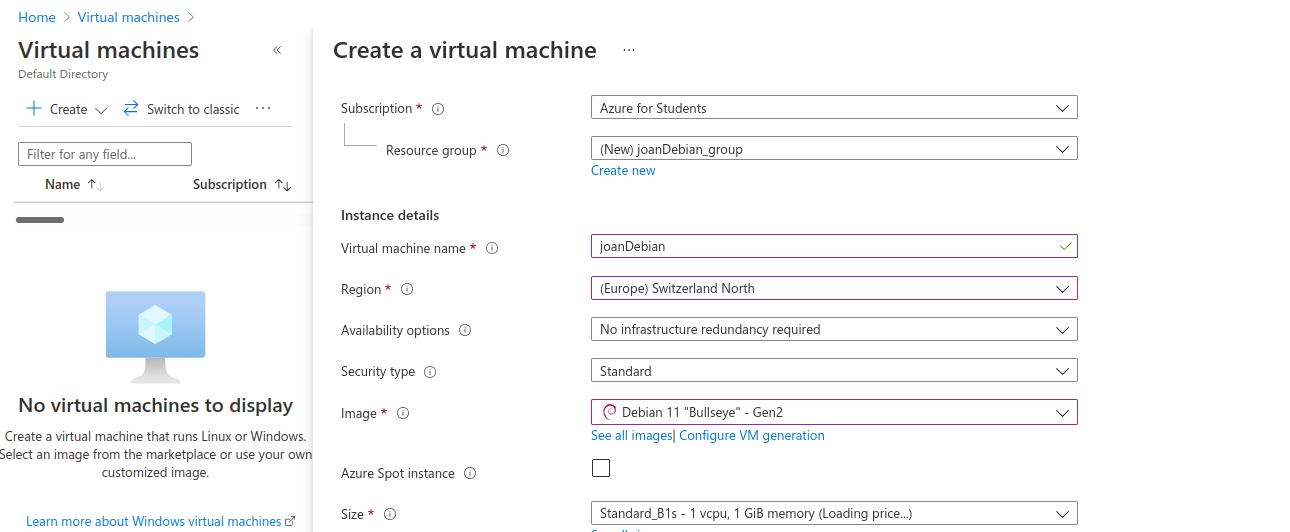 Home > Virtual machines >
Virtual machines «
Default Directory
+ Create Switch to classic ...
Filter for any field...
Name ↑↓ Subscription ↑↓
No virtual machines to display
Create a virtual machine that runs Linux or Windows.
Select an image from the marketplace or use your own
customized image.
Learn more about Windows virtual machines
Create a virtual machine ...
Subscription * Azure for Students
Resource group * (New) joanDebian_group
Create new
Instance details
Virtual machine name * joanDebian
Region * (Europe) Switzerland North
Availability options No infrastructure redundancy required
Security type Standard
Image * Debian 11 "Bullseye" - Gen2
See all images| Configure VM generation
Azure Spot instance
Size * Standard_B1s - 1 vcpu, 1 GiB memory (Loading price...)